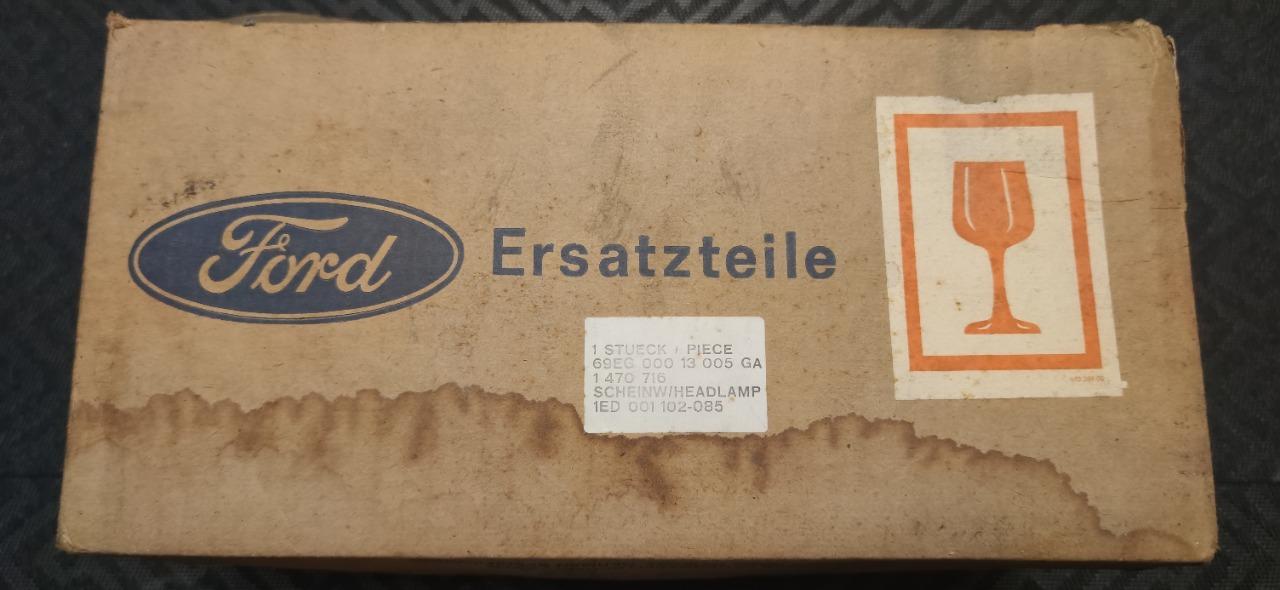 Ford
Ersatzteile
1 STUECK / PIECE
69EG 000 13 005 GA
1 470 716
SCHEINW/HEADLAMP
1ED 001 102-085